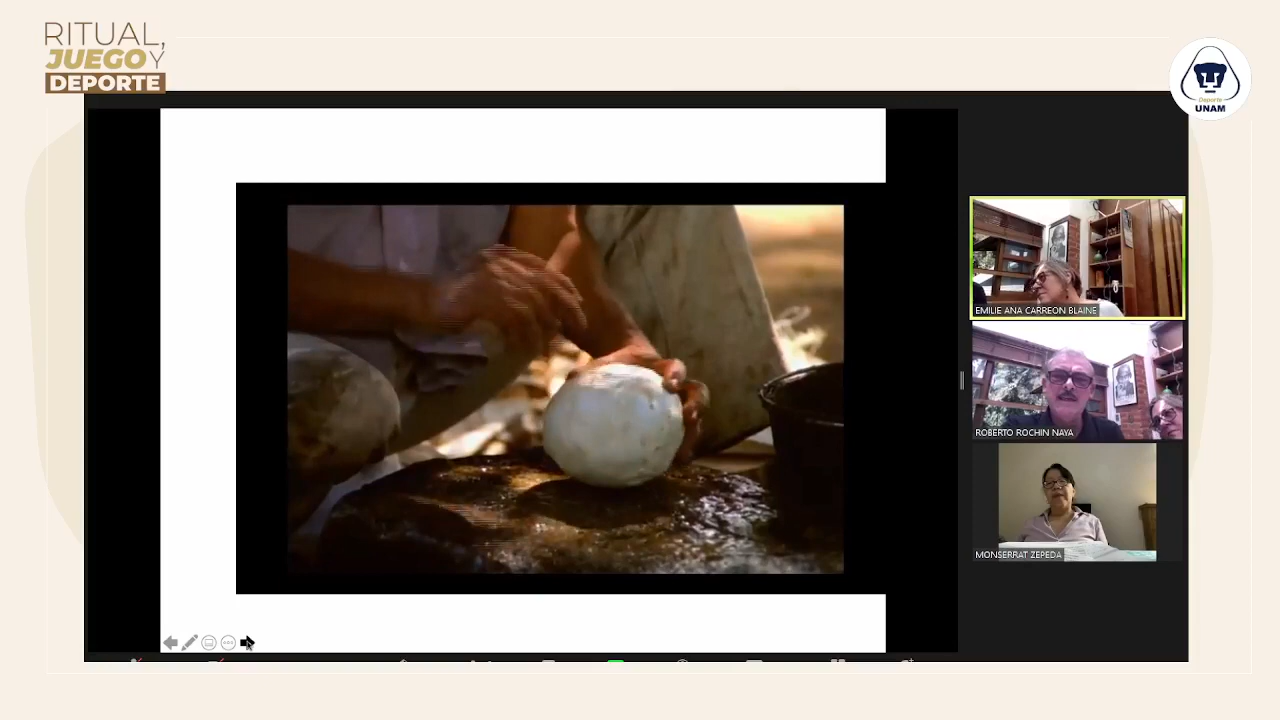 RITUAL,
JUEGO Y
DEPORTE
Deporte
UNAM
EMILIE ANA CARREON BLAINE
ROBERTO ROCHIN NAYA
MONSERRAT ZEPEDA